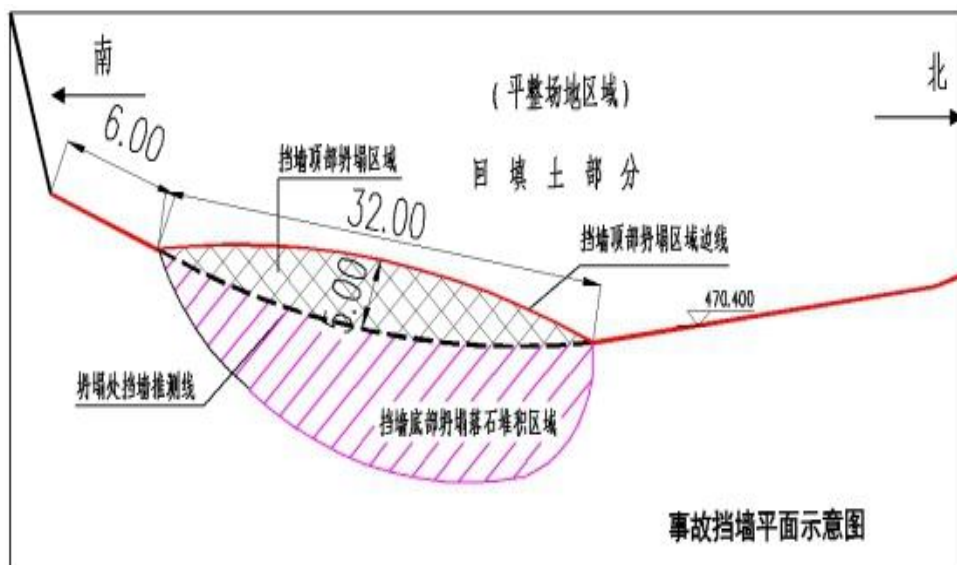 南
北
(平整场地区域)
6.00
挡墙顶部坍塌区域
回填土部分
32.00
挡墙顶部坍塌区域边线
470.400
坍塌处挡墙推测线
挡墙底部坍塌落石堆积区域
事故挡墙平面示意图